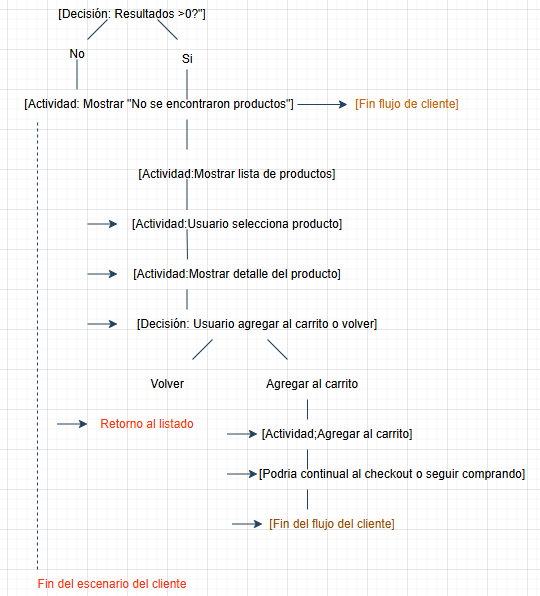 [Decisión: Resultados >0?"]
No
Si
[Actividad: Mostrar "No se encontraron productos"]
[Fin flujo de cliente]
[Actividad:Mostrar lista de productos]
[Actividad:Usuario selecciona producto]
[Actividad:Mostrar detalle del producto]
[Decisión: Usuario agregar al carrito o volver]
Volver
Agregar al carrito
Retorno al listado
[Actividad;Agregar al carrito]
[Podria continual al checkout o seguir comprando]
[Fin del flujo del cliente]
Fin del escenario del cliente